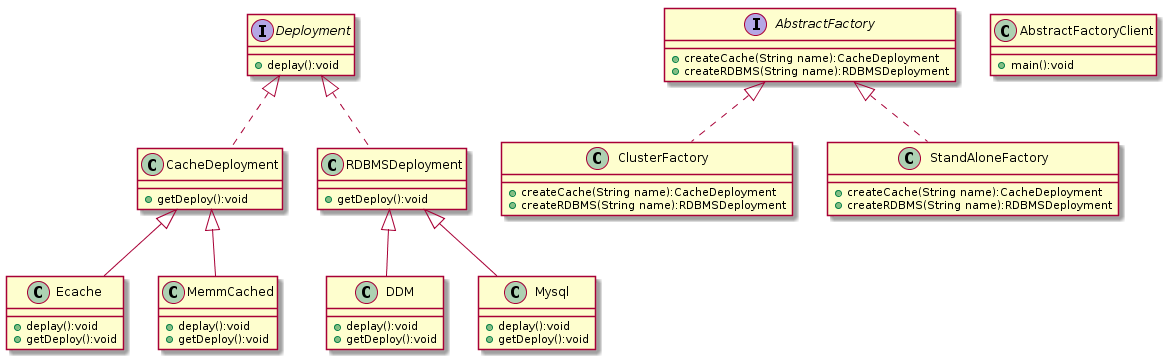 I Deployment
deplay():void
I AbstractFactory
createCache(String name):CacheDeployment
createRDBMS(String name):RDBMSDeployment
C AbstractFactoryClient
main():void
C CacheDeployment
getDeploy():void
C RDBMSDeployment
getDeploy():void
C ClusterFactory
createCache(String name):CacheDeployment
createRDBMS(String name):RDBMSDeployment
C StandAloneFactory
createCache(String name):CacheDeployment
createRDBMS(String name):RDBMSDeployment
C Ecache
deplay():void
getDeploy():void
C MemmCached
deplay():void
getDeploy():void
C DDM
deplay():void
getDeploy():void
C Mysql
deplay():void
getDeploy():void